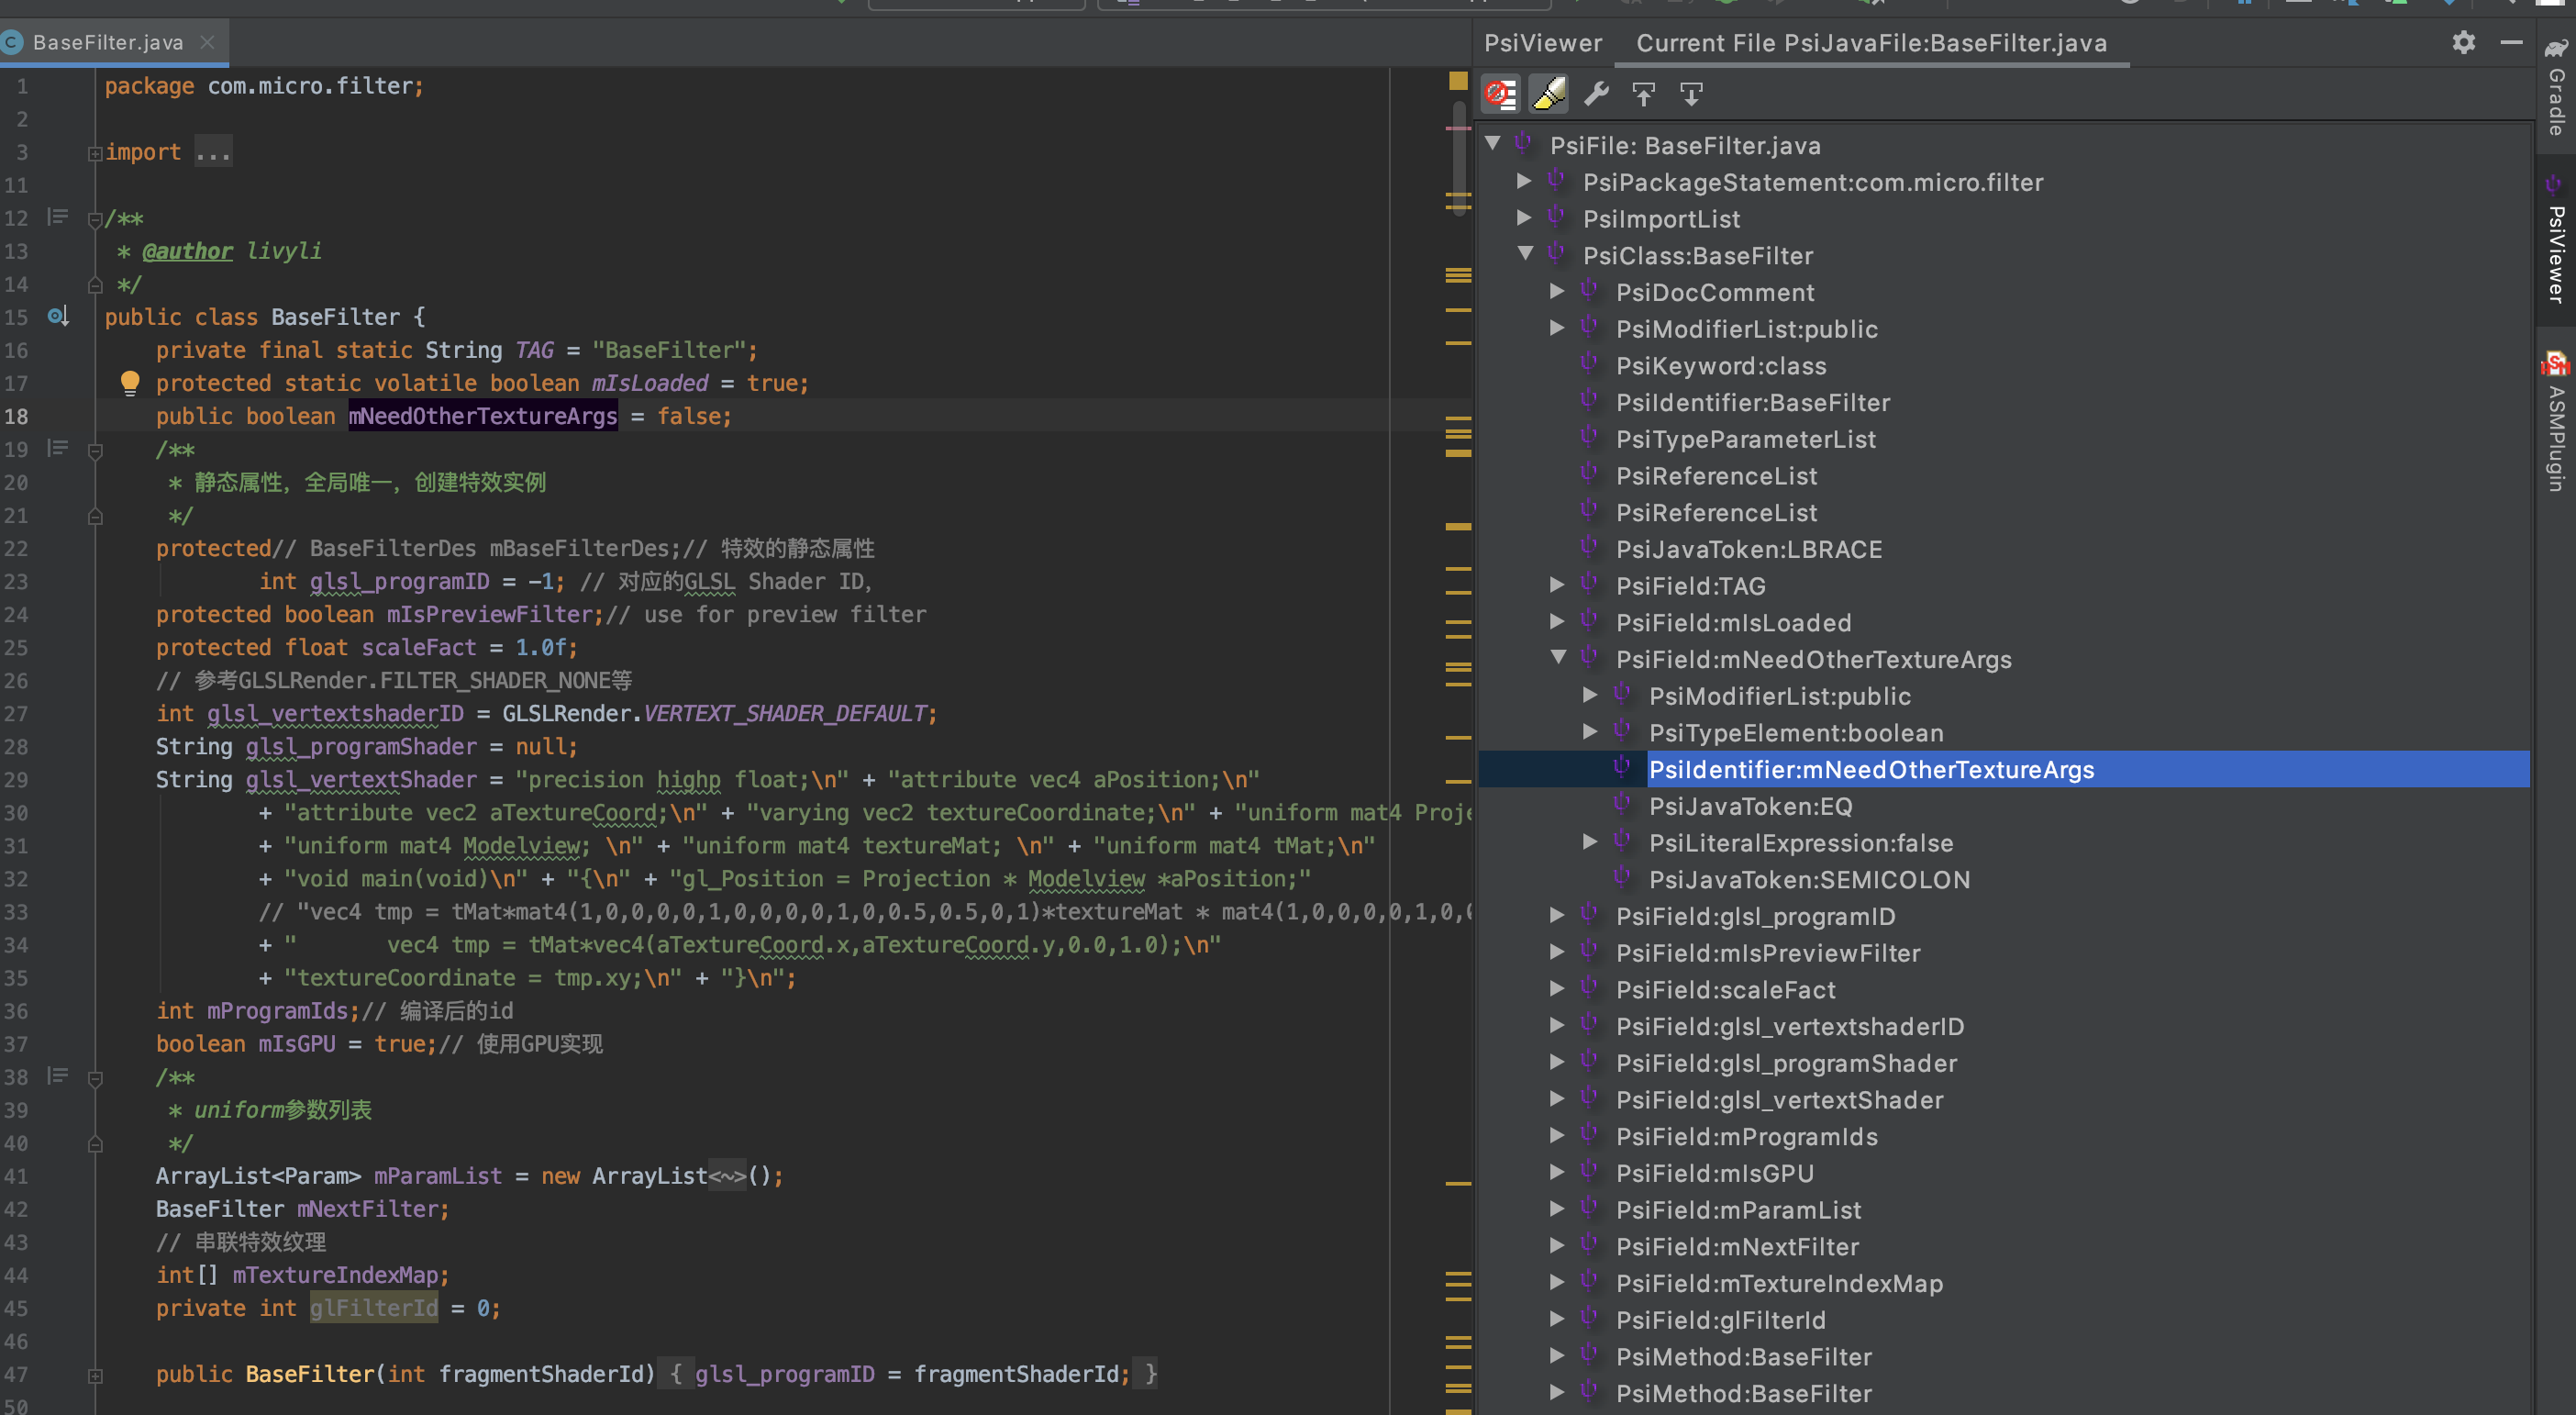 BaseFilter.java
1 package com.micro.filter;
2
3 import ...
11
12 /**
13 * @author livyli
14 */
15 public class BaseFilter {
16 private final static String TAG = "BaseFilter";
17 protected static volatile boolean mIsLoaded = true;
18 public boolean mNeedOtherTextureArgs = false;
19 /**
20 * 静态属性，全局唯一，创建特效实例
21 */
22 protected// BaseFilterDes mBaseFilterDes;// 特效的静态属性
23 int glsl_programID = -1; // 对应的GLSL Shader ID,
24 protected boolean mIsPreviewFilter;// use for preview filter
25 protected float scaleFact = 1.0f;
26 // 参考GLSLRender.FILTER_SHADER_NONE等
27 int glsl_vertextshaderID = GLSLRender.VERTEXT_SHADER_DEFAULT;
28 String glsl_programShader = null;
29 String glsl_vertextShader = "precision highp float;\n" + "attribute vec4 aPosition;\n"
30 + "attribute vec2 aTextureCoord;\n" + "varying vec2 textureCoordinate;\n" + "uniform mat4 Proj
31 + "uniform mat4 Modelview; \n" + "uniform mat4 textureMat; \n" + "uniform mat4 tMat;\n"
32 + "void main(void)\n" + "{\n" + "gl_Position = Projection * Modelview *aPosition;"
33 // "vec4 tmp = tMat*mat4(1,0,0,0,0,1,0,0,0,0,1,0,0.5,0.5,0,1)*textureMat * mat4(1,0,0,0,0,1,0,
34 + " vec4 tmp = tMat*vec4(aTextureCoord.x,aTextureCoord.y,0.0,1.0);\n"
35 + "textureCoordinate = tmp.xy;\n" + "}\n";
36 int mProgramIds;// 编译后的id
37 boolean mIsGPU = true;// 使用GPU实现
38 /**
39 * uniform参数列表
40 */
41 ArrayList<Param> mParamList = new ArrayList<~>();
42 BaseFilter mNextFilter;
43 // 串联特效纹理
44 int[] mTextureIndexMap;
45 private int glFilterId = 0;
46
47 public BaseFilter(int fragmentShaderId) { glsl_programID = fragmentShaderId; }
50
PsiViewer Current File PsiJavaFile:BaseFilter.java
PsiFile: BaseFilter.java
PsiPackageStatement:com.micro.filter
PsiImportList
PsiClass:BaseFilter
PsiDocComment
PsiModifierList:public
PsiKeyword:class
PsiIdentifier:BaseFilter
PsiTypeParameterList
PsiReferenceList
PsiReferenceList
PsiJavaToken:LBRACE
PsiField:TAG
PsiField:mIsLoaded
PsiField:mNeedOtherTextureArgs
PsiModifierList:public
PsiTypeElement:boolean
PsiIdentifier:mNeedOtherTextureArgs
PsiJavaToken:EQ
PsiLiteralExpression:false
PsiJavaToken:SEMICOLON
PsiField:glsl_programID
PsiField:mIsPreviewFilter
PsiField:scaleFact
PsiField:glsl_vertextshaderID
PsiField:glsl_programShader
PsiField:glsl_vertextShader
PsiField:mProgramIds
PsiField:mIsGPU
PsiField:mParamList
PsiField:mNextFilter
PsiField:mTextureIndexMap
PsiField:glFilterId
PsiMethod:BaseFilter
PsiMethod:BaseFilter
Gradle
PsiViewer
ASMPlugin